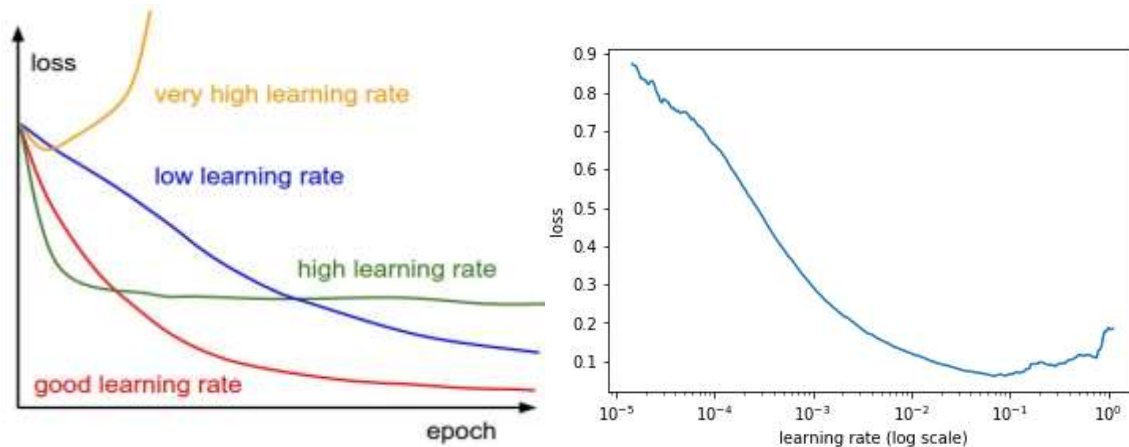 loss
very high learning rate
low learning rate
high learning rate
good learning rate
epoch
0.9
0.8
0.7
0.6
0.5
0.4
0.3
0.2
0.1
loss
10⁻⁵
10⁻⁴
10⁻³
10⁻²
10⁻¹
10⁰
learning rate (log scale)